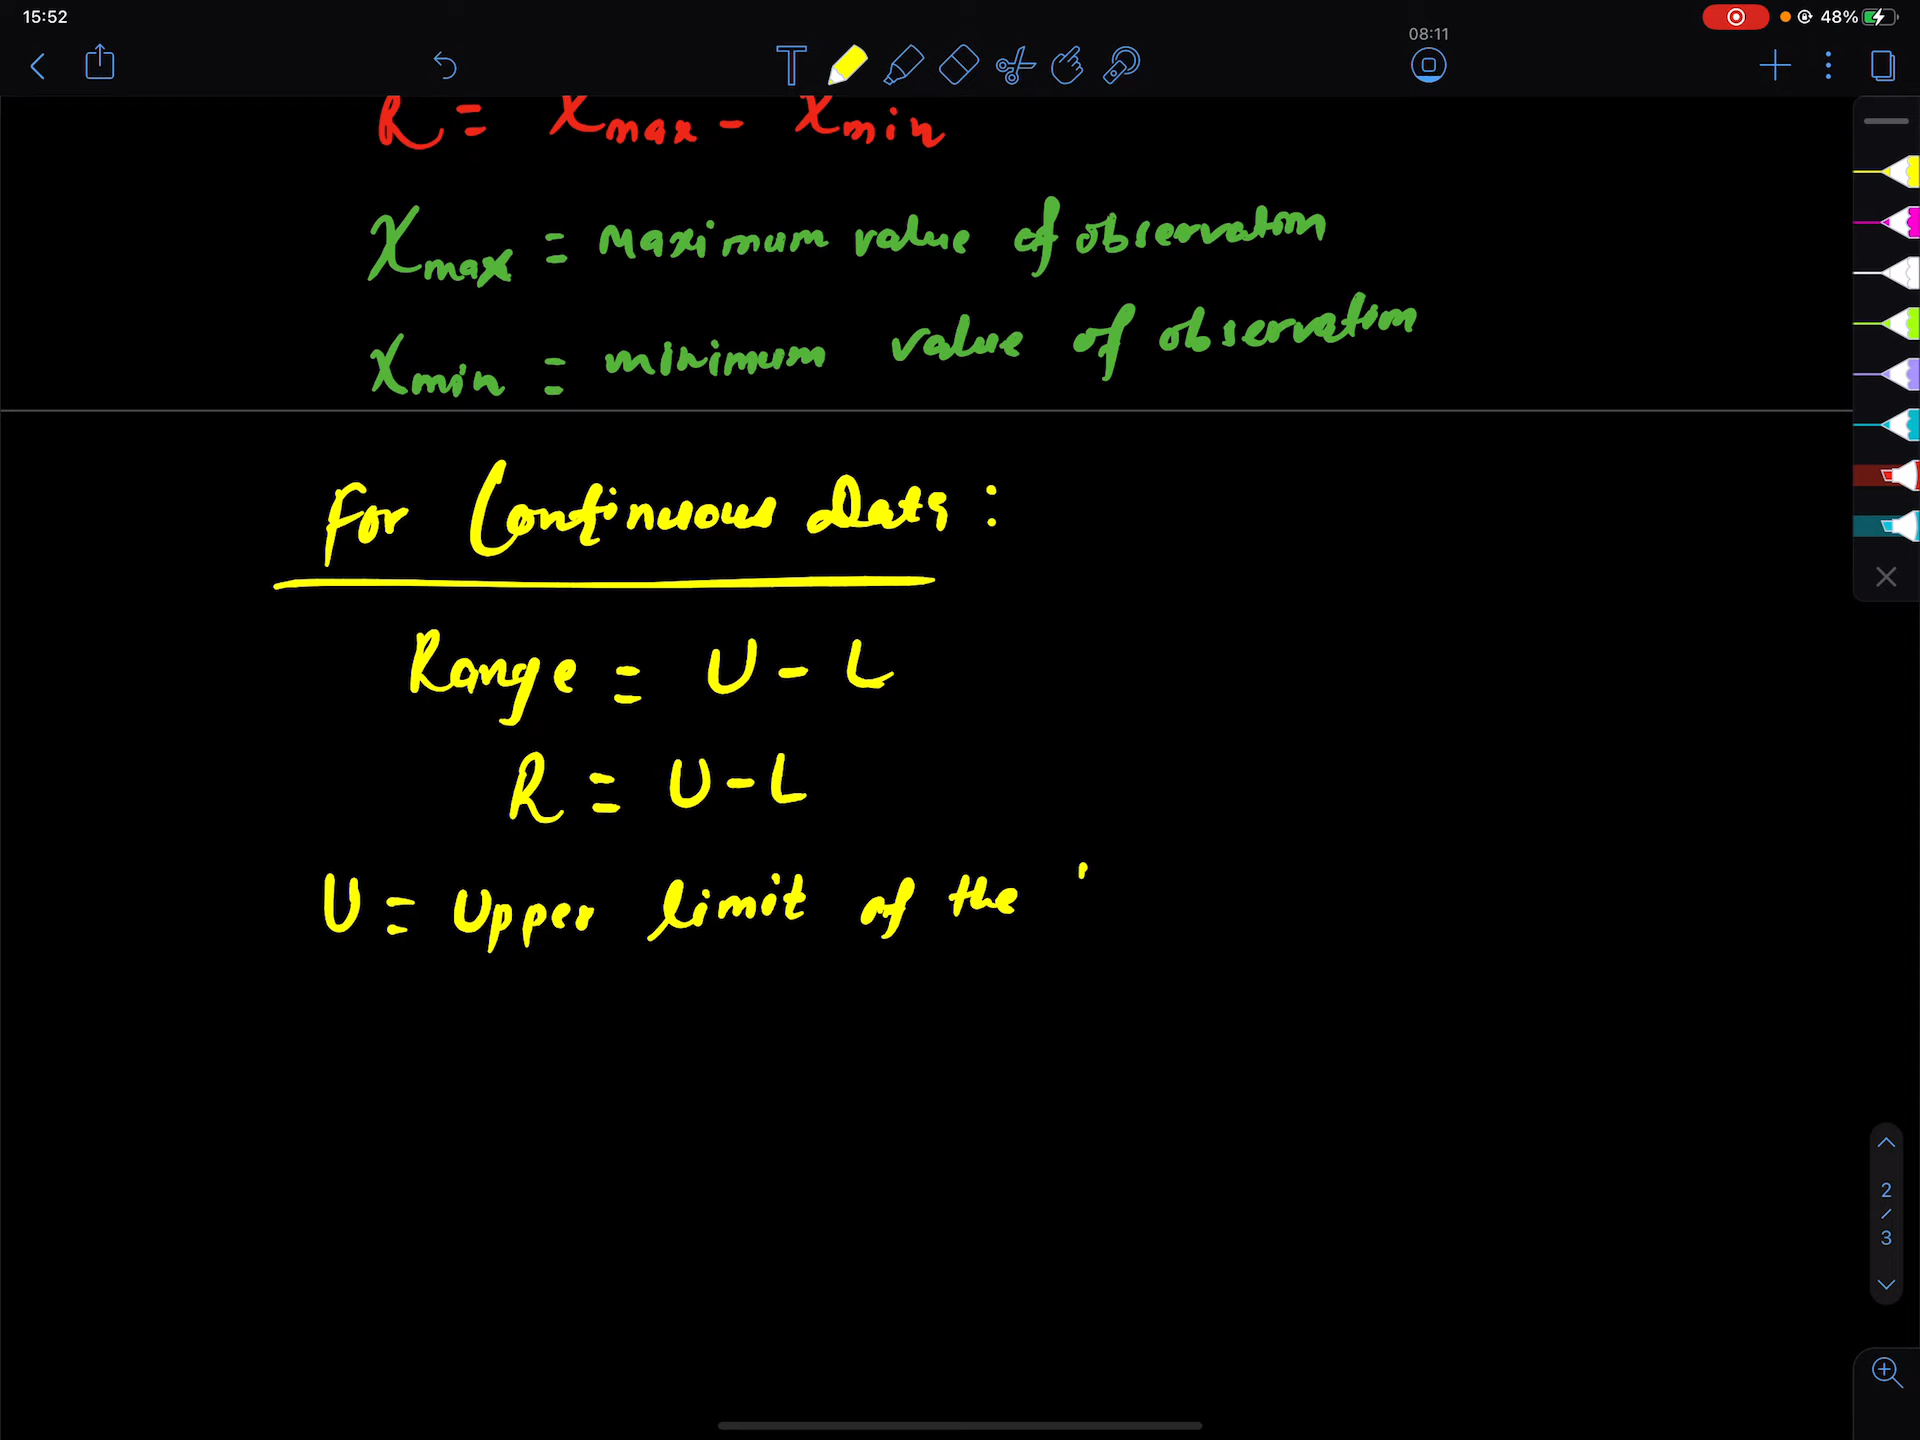 15:52
48%
08:11
R = Xmax - Xmin
Xmax = Maximum value of observation
Xmin = minimum value of observation
For Continuous Data :
Range = U - L
R = U - L
U = Upper limit of the
2
/
3